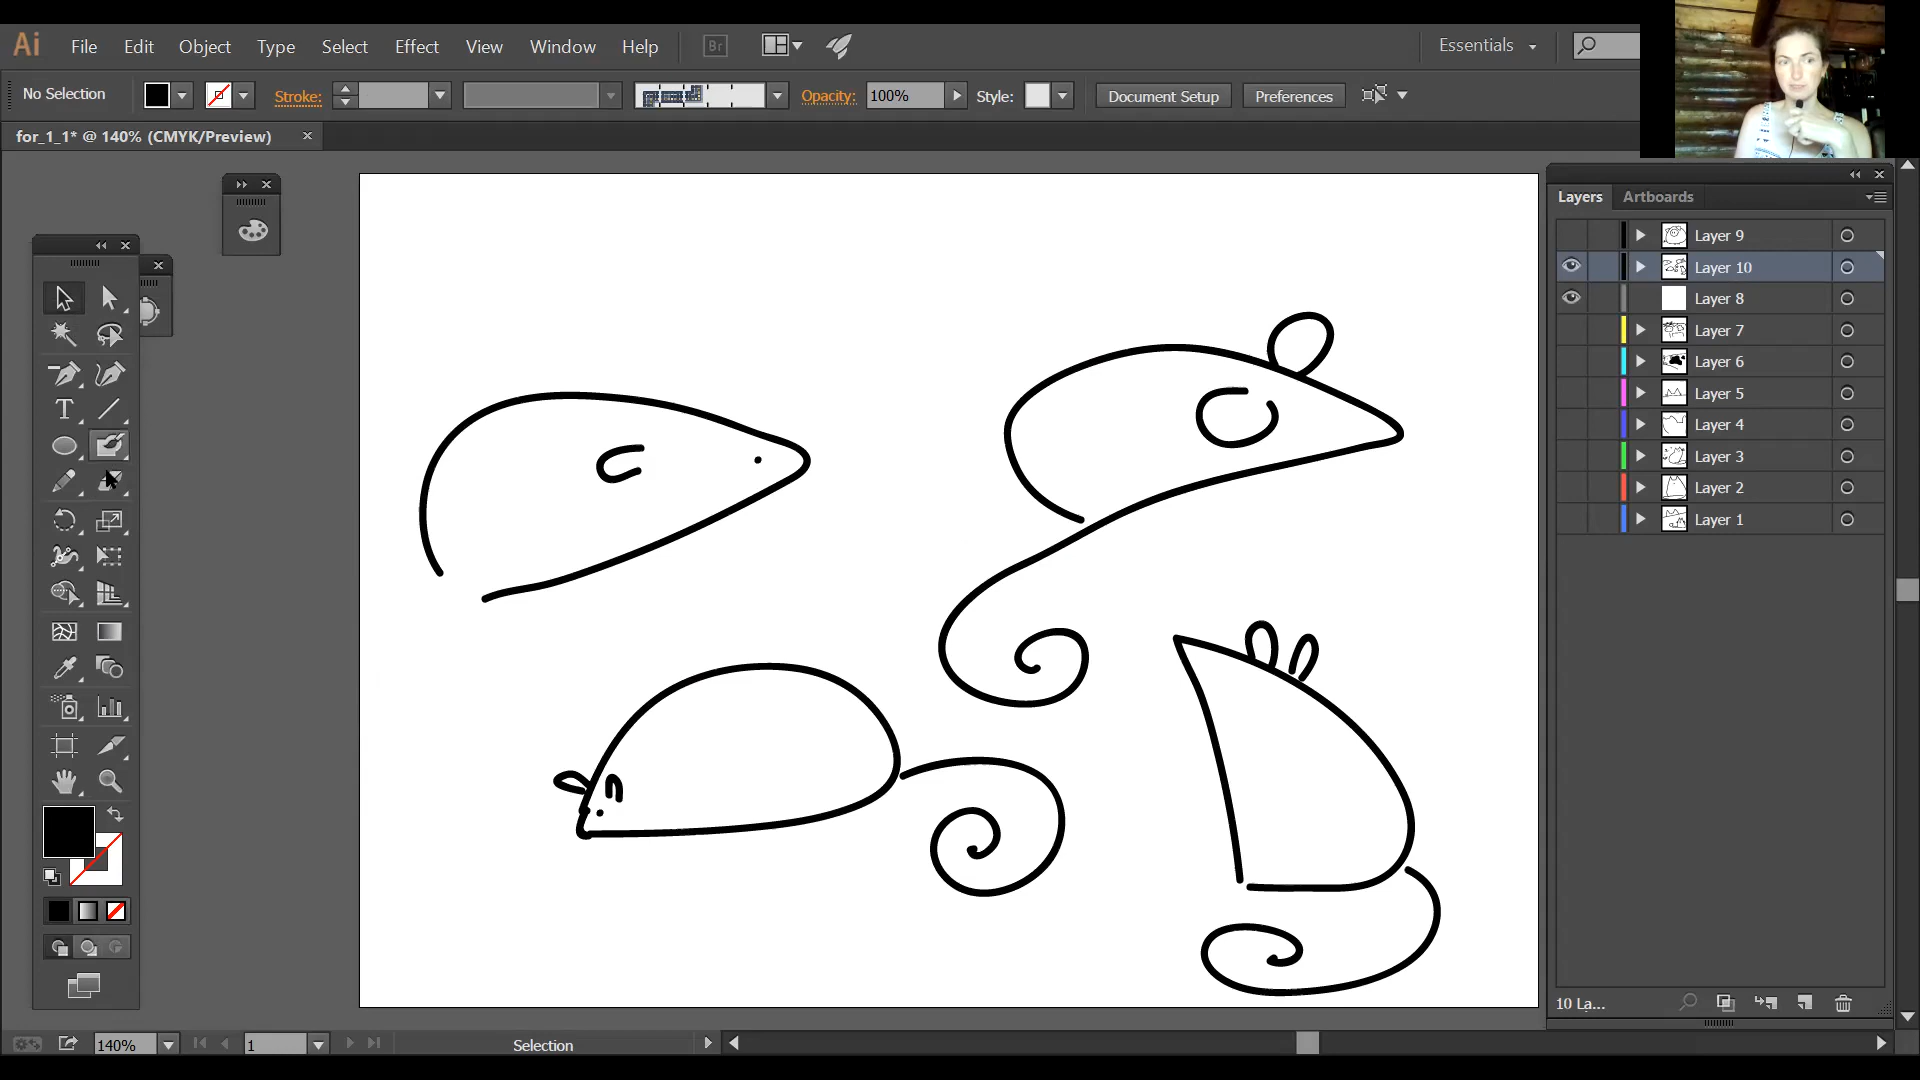 Ai File Edit Object Type Select Effect View Window Help Br Essentials
No Selection Stroke: Opacity: 100% Style: Document Setup Preferences
for_1_1* @ 140% (CMYK/Preview)
Layers Artboards
Layer 9
Layer 10
Layer 8
Layer 7
Layer 6
Layer 5
Layer 4
Layer 3
Layer 2
Layer 1
T
10 La...
140% 1 Selection